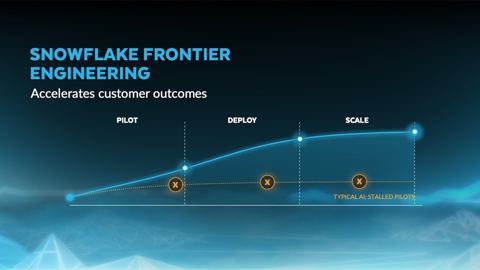 SNOWFLAKE FRONTIER
ENGINEERING
Accelerates customer outcomes
PILOT DEPLOY SCALE
X X X
TYPICAL AI: STALLED PILOTS